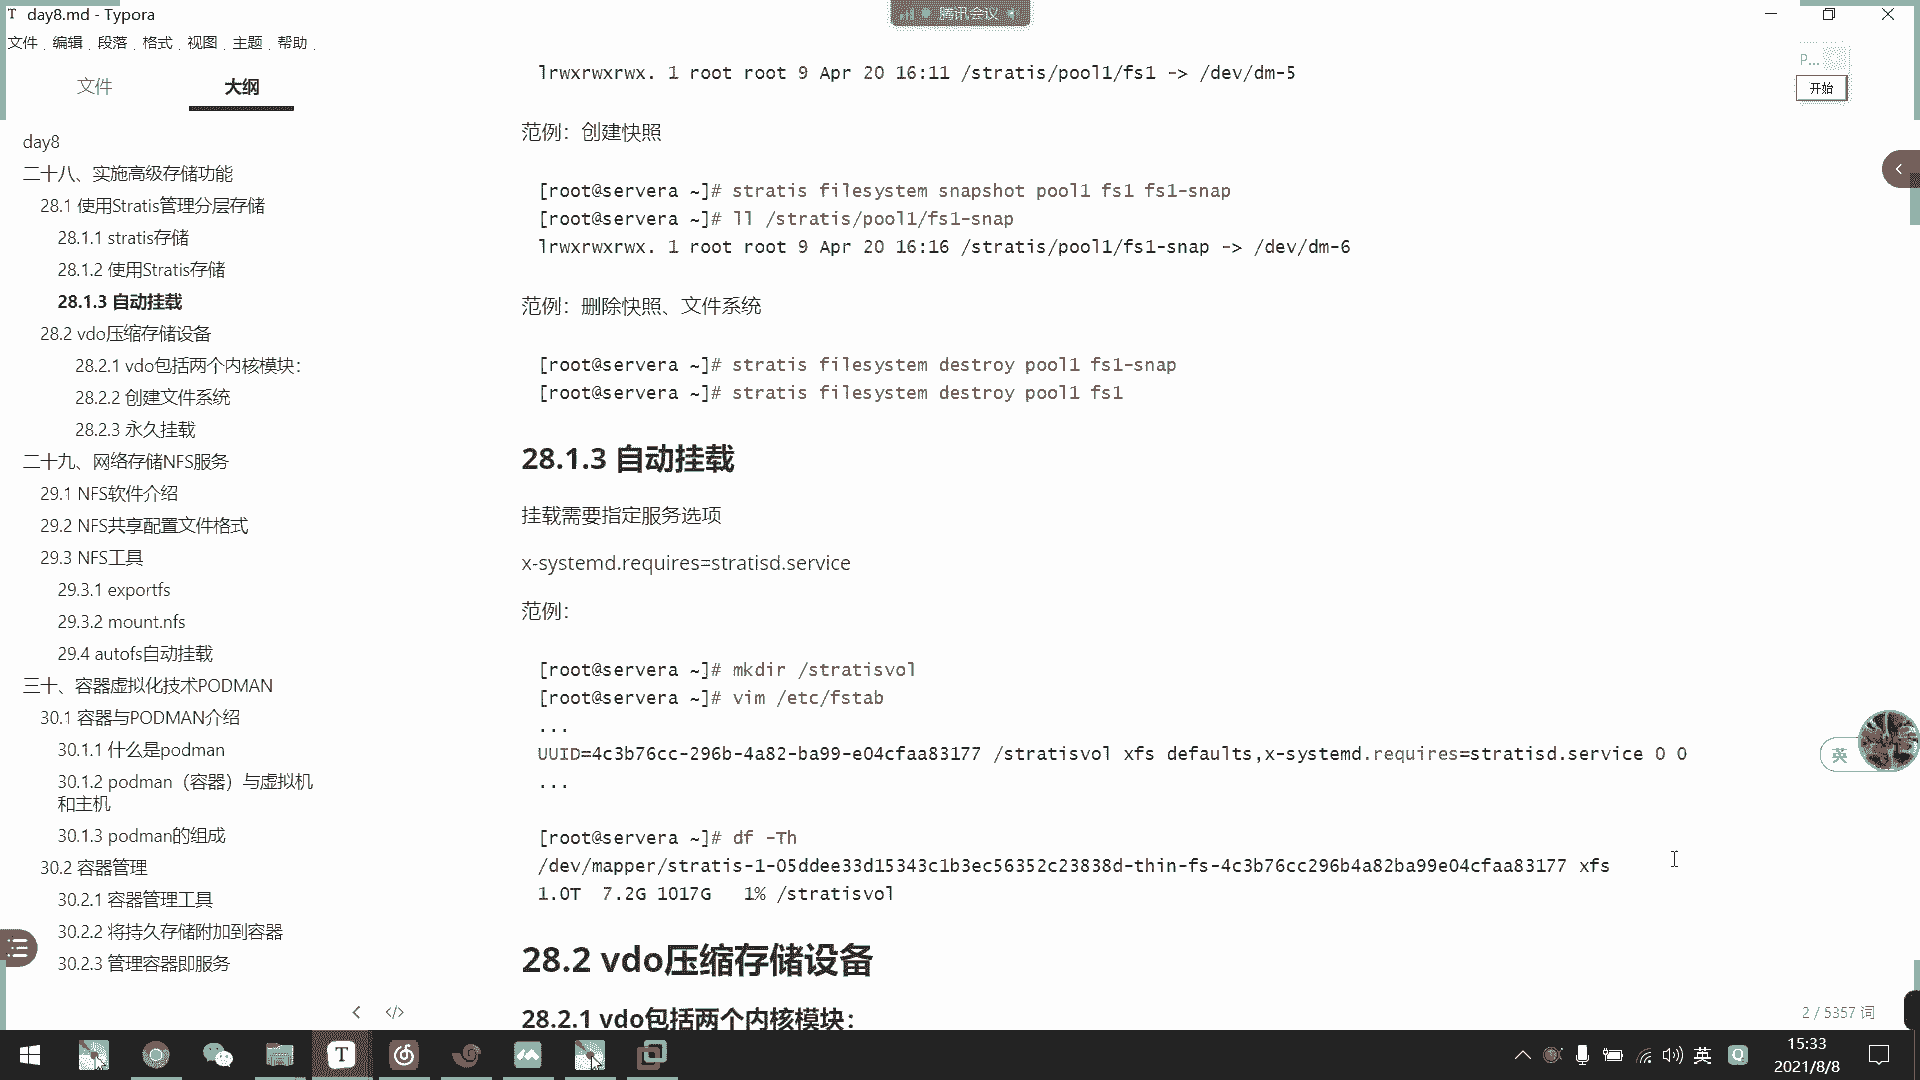 day8.md - Typora
腾讯会议
文件 编辑 段落 格式 视图 主题 帮助
文件 大纲
day8
二十八、实施高级存储功能
28.1 使用Stratis管理分层存储
28.1.1 stratis存储
28.1.2 使用Stratis存储
28.1.3 自动挂载
28.2 vdo压缩存储设备
28.2.1 vdo包括两个内核模块：
28.2.2 创建文件系统
28.2.3 永久挂载
二十九、网络存储NFS服务
29.1 NFS软件介绍
29.2 NFS共享配置文件格式
29.3 NFS工具
29.3.1 exportfs
29.3.2 mount.nfs
29.4 autofs自动挂载
三十、容器虚拟化技术PODMAN
30.1 容器与PODMAN介绍
30.1.1 什么是podman
30.1.2 podman（容器）与虚拟机
和主机
30.1.3 podman的组成
30.2 容器管理
30.2.1 容器管理工具
30.2.2 将持久存储附加到容器
30.2.3 管理容器即服务
lrwxrwxrwx. 1 root root 9 Apr 20 16:11 /stratis/pool1/fs1 -> /dev/dm-5
范例：创建快照
[root@servera ~]# stratis filesystem snapshot pool1 fs1 fs1-snap
[root@servera ~]# ll /stratis/pool1/fs1-snap
lrwxrwxrwx. 1 root root 9 Apr 20 16:16 /stratis/pool1/fs1-snap -> /dev/dm-6
范例：删除快照、文件系统
[root@servera ~]# stratis filesystem destroy pool1 fs1-snap
[root@servera ~]# stratis filesystem destroy pool1 fs1
28.1.3 自动挂载
挂载需要指定服务选项
x-systemd.requires=stratisd.service
范例：
[root@servera ~]# mkdir /stratisvol
[root@servera ~]# vim /etc/fstab
...
UUID=4c3b76cc-296b-4a82-ba99-e04cfaa83177 /stratisvol xfs defaults,x-systemd.requires=stratisd.service 0 0
...
[root@servera ~]# df -Th
/dev/mapper/stratis-1-05ddee33d15343c1b3ec56352c23838d-thin-fs-4c3b76cc296b4a82ba99e04cfaa83177 xfs
1.0T 7.2G 1017G 1% /stratisvol
28.2 vdo压缩存储设备
28.2.1 vdo包括两个内核模块：
P...
开始
英
2 / 5357 词
英
15:33
2021/8/8